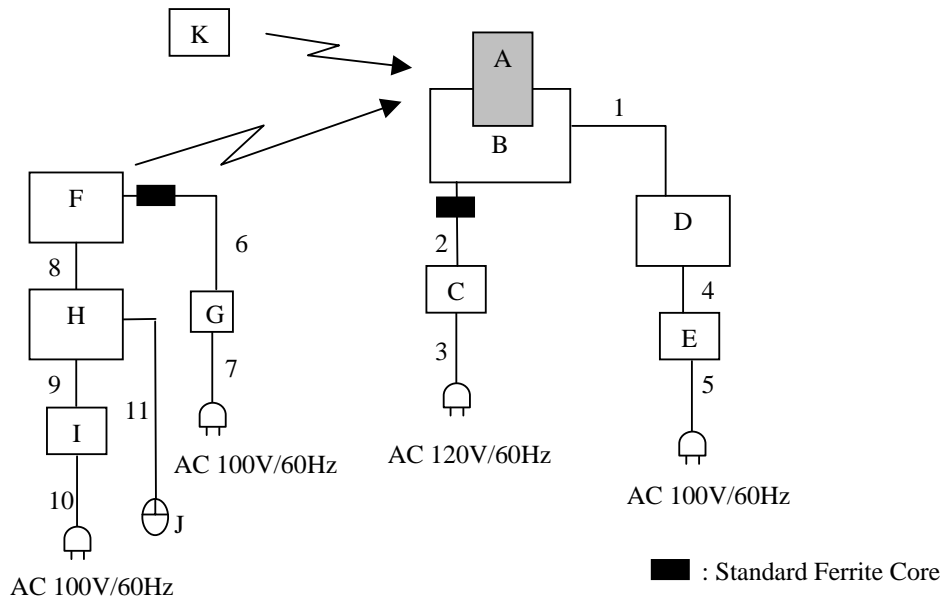 K
A
1
B
F
D
6
2
8
4
C
H
G
E
3
9
7
5
11
I
AC 120V/60Hz
AC 100V/60Hz
AC 100V/60Hz
10
J
AC 100V/60Hz
: Standard Ferrite Core